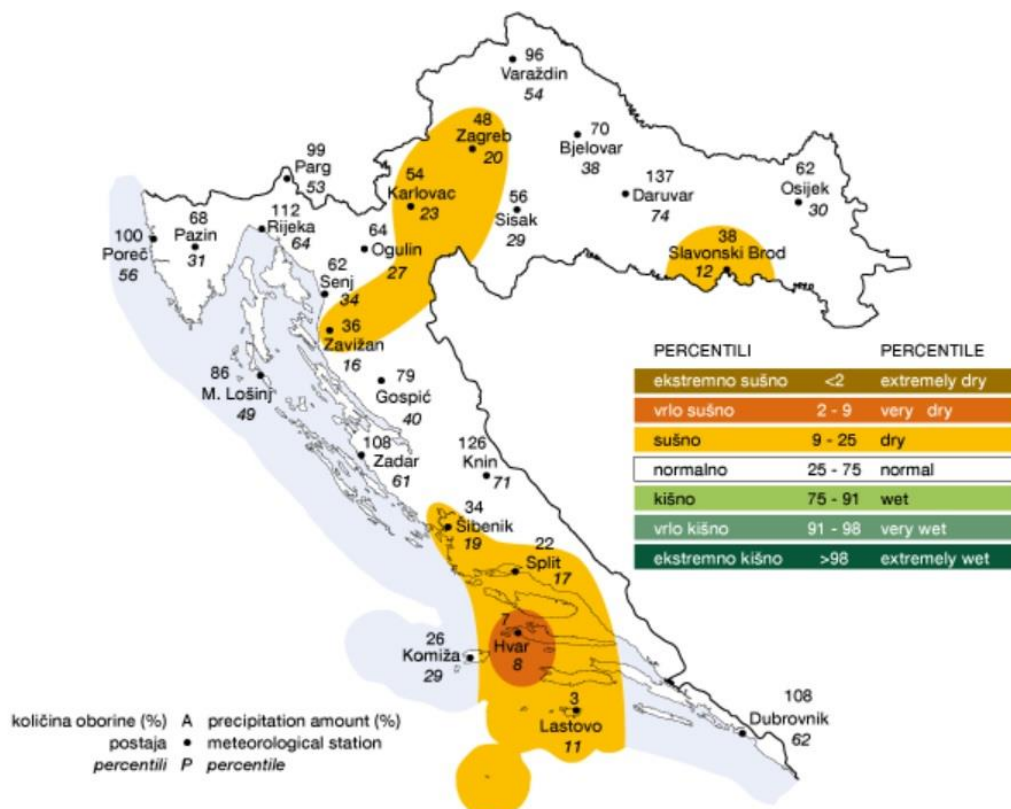 96
Varaždin
54
48
Zagreb
20
70
Bjelovar
38
99
Parg
53
54
Karlovac
23
137
Daruvar
74
62
Osijek
30
56
Sisak
29
68
Pazin
31
112
Rijeka
64
100
Poreč
56
64
Ogulin
27
38
Slavonski Brod
12
62
Senj
34
36
Zavižan
16
86
M. Lošinj
49
79
Gospić
40
108
Zadar
61
126
Knin
71
34
Šibenik
19
22
Split
17
7
Hvar
8
26
Komiža
29
3
Lastovo
11
108
Dubrovnik
62
PERCENTILI PERCENTILE
ekstremno sušno <2 extremely dry
vrlo sušno 2 - 9 very dry
sušno 9 - 25 dry
normalno 25 - 75 normal
kišno 75 - 91 wet
vrlo kišno 91 - 98 very wet
ekstremno kišno >98 extremely wet
količina oborine (%) A precipitation amount (%)
postaja • meteorological station
percentili P percentile